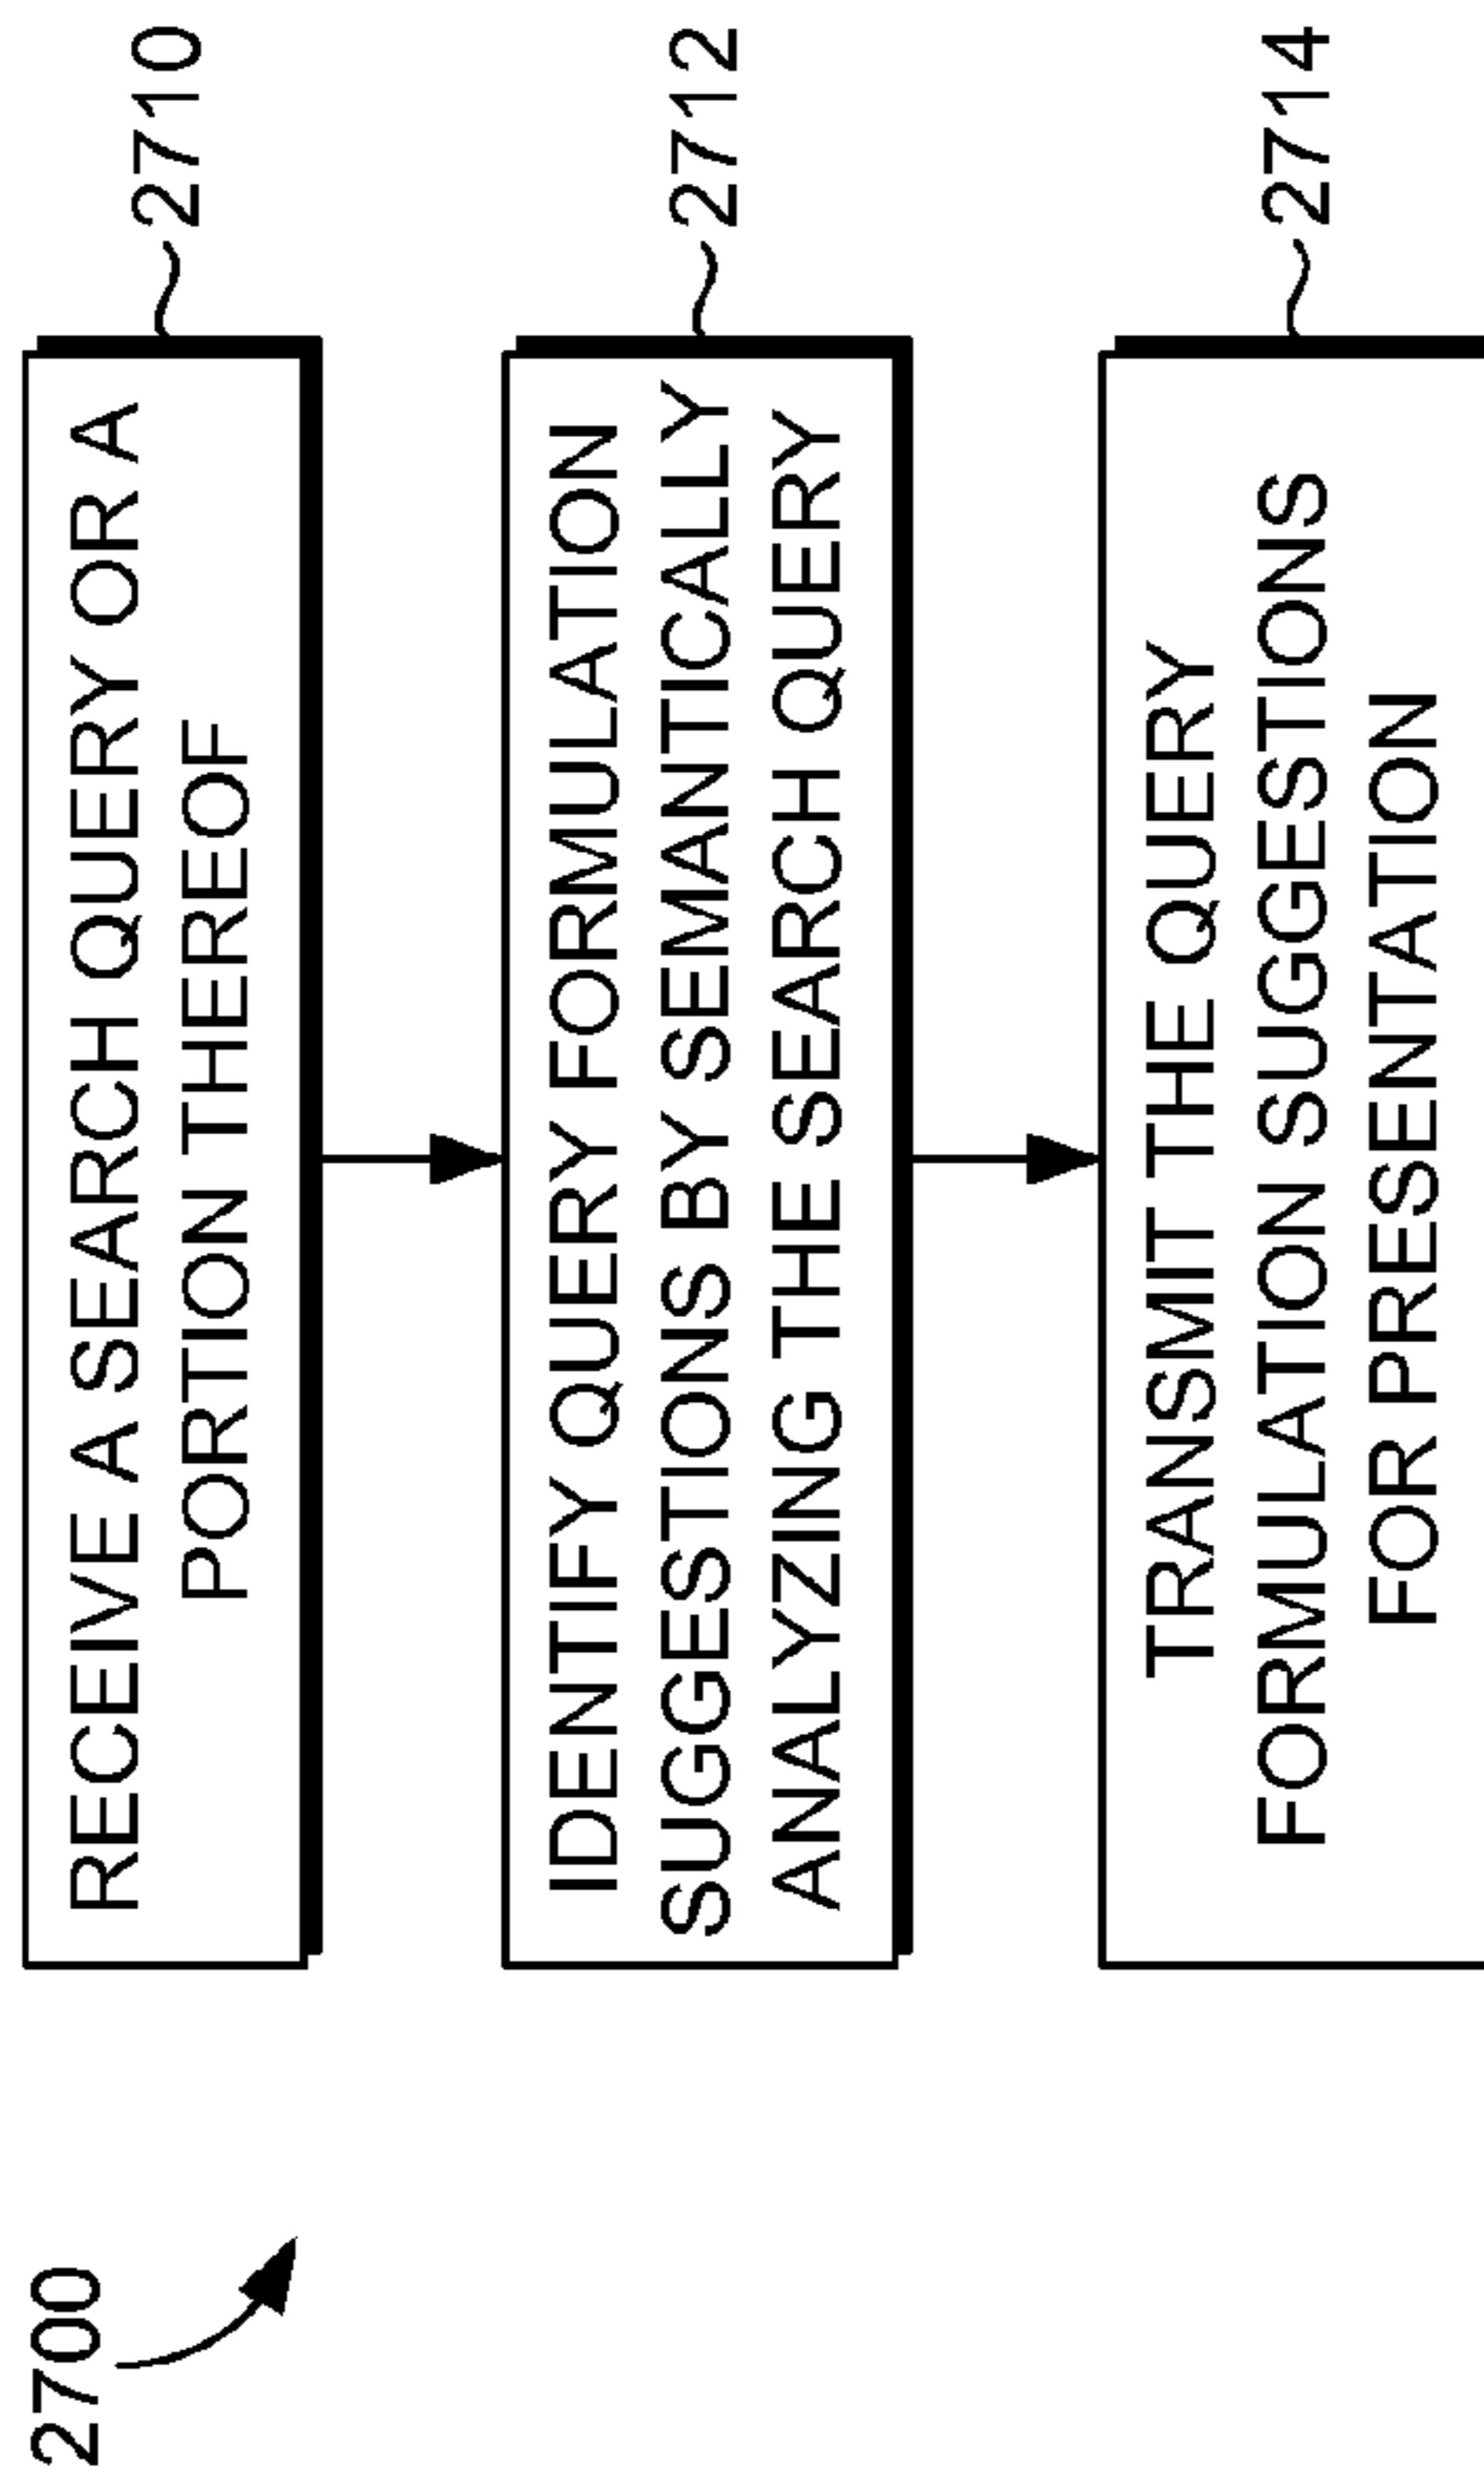 2700
RECEIVE A SEARCH QUERY OR A
PORTION THEREOF
2710
IDENTIFY QUERY FORMULATION
SUGGESTIONS BY SEMANTICALLY
ANALYZING THE SEARCH QUERY
2712
TRANSMIT THE QUERY
FORMULATION SUGGESTIONS
FOR PRESENTATION
2714